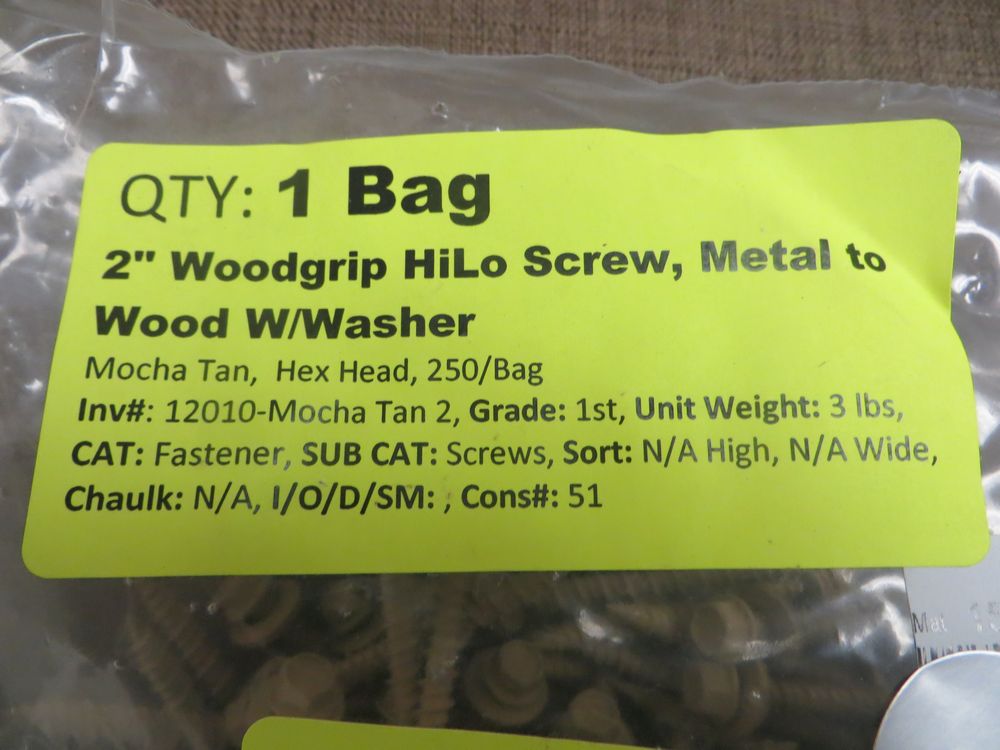 QTY: 1 Bag
2" Woodgrip HiLo Screw, Metal to
Wood W/Washer
Mocha Tan, Hex Head, 250/Bag
Inv#: 12010-Mocha Tan 2, Grade: 1st, Unit Weight: 3 lbs,
CAT: Fastener, SUB CAT: Screws, Sort: N/A High, N/A Wide,
Chaulk: N/A, I/O/D/SM: , Cons#: 51
Mat